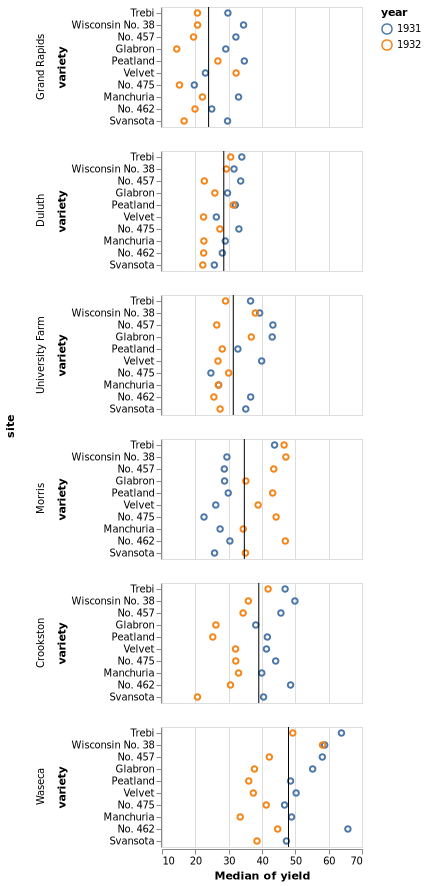 year
1931
1932
site
Grand Rapids
variety
Trebi
Wisconsin No. 38
No. 457
Glabron
Peatland
Velvet
No. 475
Manchuria
No. 462
Svansota
Duluth
variety
Trebi
Wisconsin No. 38
No. 457
Glabron
Peatland
Velvet
No. 475
Manchuria
No. 462
Svansota
University Farm
variety
Trebi
Wisconsin No. 38
No. 457
Glabron
Peatland
Velvet
No. 475
Manchuria
No. 462
Svansota
Morris
variety
Trebi
Wisconsin No. 38
No. 457
Glabron
Peatland
Velvet
No. 475
Manchuria
No. 462
Svansota
Crookston
variety
Trebi
Wisconsin No. 38
No. 457
Glabron
Peatland
Velvet
No. 475
Manchuria
No. 462
Svansota
Waseca
variety
Trebi
Wisconsin No. 38
No. 457
Glabron
Peatland
Velvet
No. 475
Manchuria
No. 462
Svansota
10 20 30 40 50 60 70
Median of yield